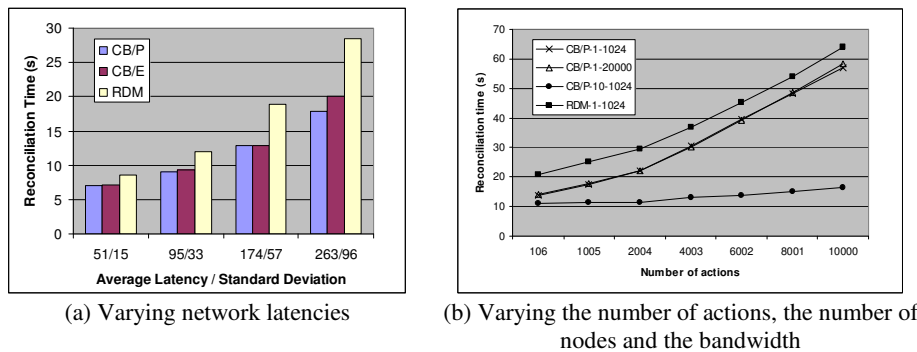 30
25
20
15
10
5
0
Reconciliation Time (s)
CB/P
CB/E
RDM
51/15 95/33 174/57 263/96
Average Latency / Standard Deviation
(a) Varying network latencies
70
60
50
40
30
20
10
0
Reconciliation time (s)
CB/P-1-1024
CB/P-1-20000
CB/P-10-1024
RDM-1-1024
106 1005 2004 4003 6002 8001 10000
Number of actions
(b) Varying the number of actions, the number of
nodes and the bandwidth